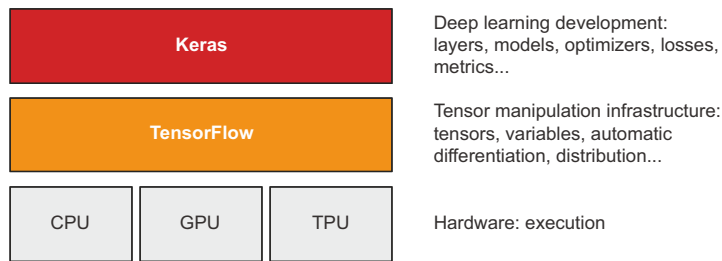 Keras
Deep learning development:
layers, models, optimizers, losses,
metrics...
TensorFlow
Tensor manipulation infrastructure:
tensors, variables, automatic
differentiation, distribution...
CPU
GPU
TPU
Hardware: execution